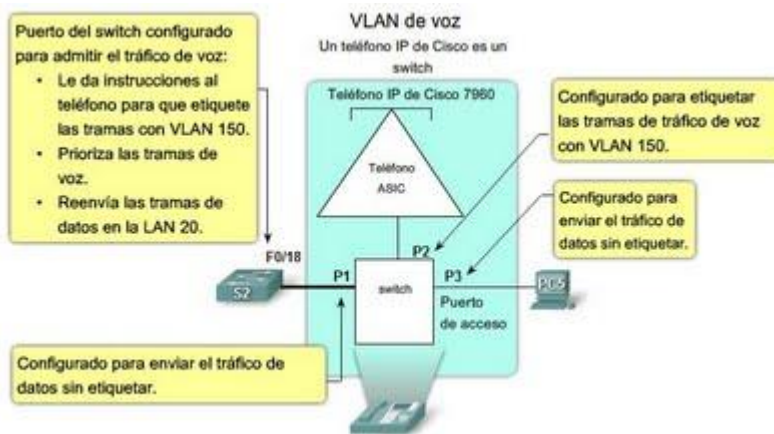 VLAN de voz
Un teléfono IP de Cisco es un
switch
Puerto del switch configurado
para admitir el tráfico de voz:
• Le da instrucciones al
teléfono para que etiquete
las tramas con VLAN 150.
• Prioriza las tramas de
voz.
• Reenvía las tramas de
datos en la LAN 20.
Teléfono IP de Cisco 7960
Teléfono
ASIC
Configurado para etiquetar
las tramas de tráfico de voz
con VLAN 150.
Configurado para
enviar el tráfico de
datos sin etiquetar.
F0/18
S2
P1
P2
switch
P3
PC5
Puerto
de acceso
Configurado para enviar el tráfico de
datos sin etiquetar.